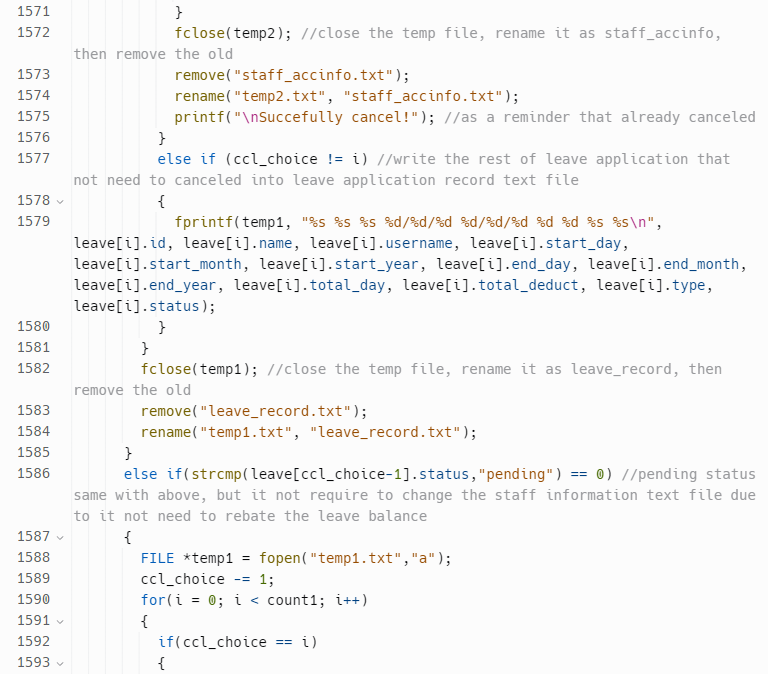 1571 }
1572 fclose(temp2); //close the temp file, rename it as staff_accinfo,
then remove the old
1573 remove("staff_accinfo.txt");
1574 rename("temp2.txt", "staff_accinfo.txt");
1575 printf("\nSuccefully cancel!"); //as a reminder that already canceled
1576 }
1577 else if (ccl_choice != i) //write the rest of leave application that
not need to canceled into leave application record text file
1578 {
1579 fprintf(temp1, "%s %s %s %d/%d/%d %d/%d/%d %d %d %s %s\n",
leave[i].id, leave[i].name, leave[i].username, leave[i].start_day,
leave[i].start_month, leave[i].start_year, leave[i].end_day, leave[i].end_month,
leave[i].end_year, leave[i].total_day, leave[i].total_deduct, leave[i].type,
leave[i].status);
1580 }
1581 }
1582 fclose(temp1); //close the temp file, rename it as leave_record, then
remove the old
1583 remove("leave_record.txt");
1584 rename("temp1.txt", "leave_record.txt");
1585 }
1586 else if(strcmp(leave[ccl_choice-1].status,"pending") == 0) //pending status
same with above, but it not require to change the staff information text file due
to it not need to rebate the leave balance
1587 {
1588 FILE *temp1 = fopen("temp1.txt","a");
1589 ccl_choice -= 1;
1590 for(i = 0; i < count1; i++)
1591 {
1592 if(ccl_choice == i)
1593 {